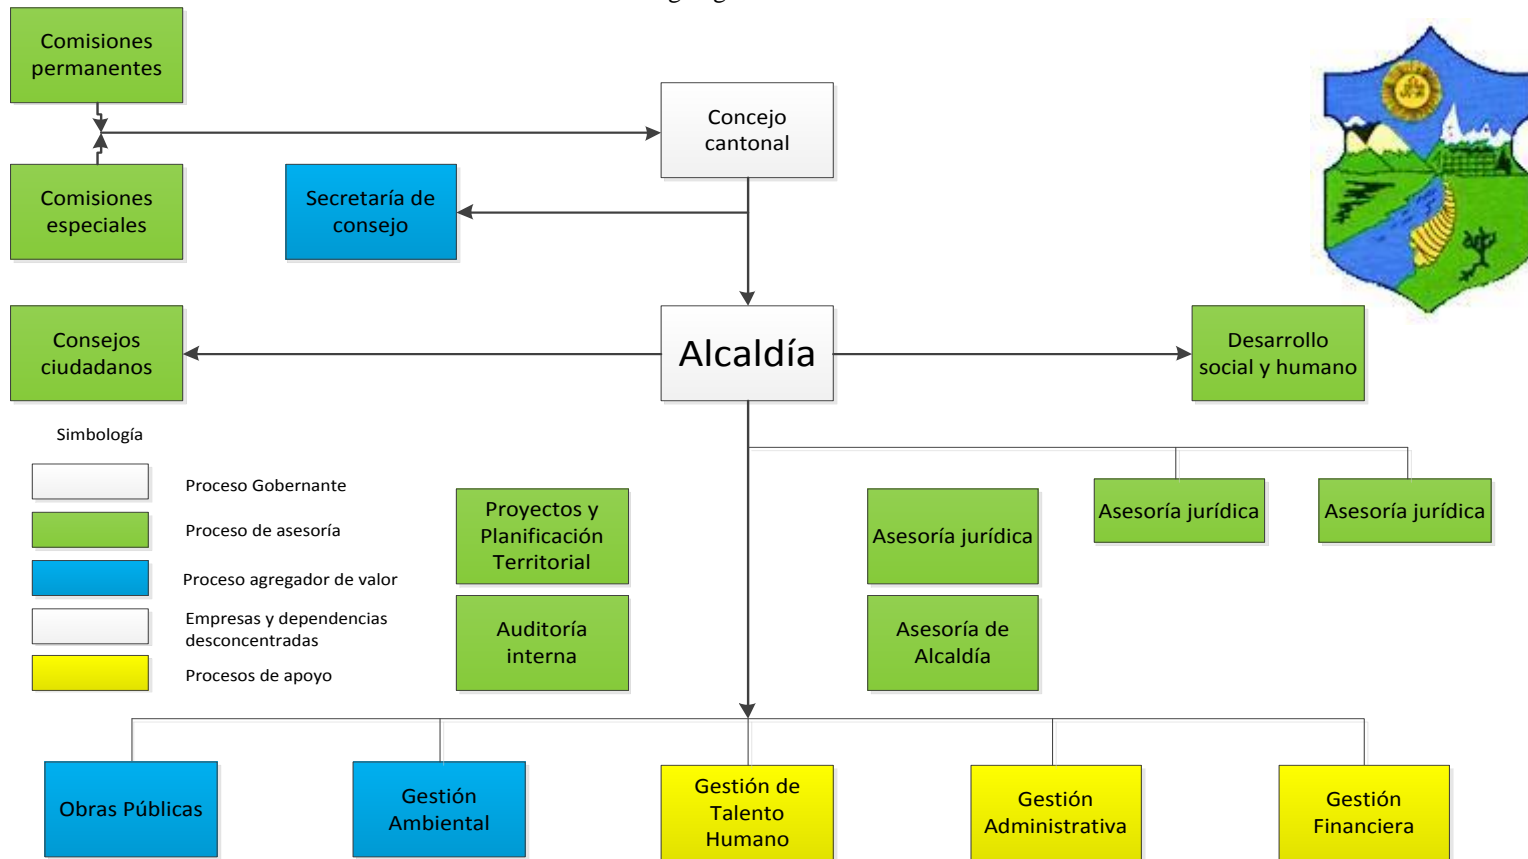 Comisiones
permanentes
Concejo
cantonal
Comisiones
especiales
Secretaría de
consejo
Consejos
ciudadanos
Alcaldía
Desarrollo
social y humano
Simbología
Proceso Gobernante
Proceso de asesoría
Proceso agregador de valor
Empresas y dependencias
desconcentradas
Procesos de apoyo
Proyectos y
Planificación
Territorial
Asesoría jurídica
Asesoría jurídica
Asesoría jurídica
Auditoría
interna
Asesoría de
Alcaldía
Obras Públicas
Gestión
Ambiental
Gestión de
Talento
Humano
Gestión
Administrativa
Gestión
Financiera